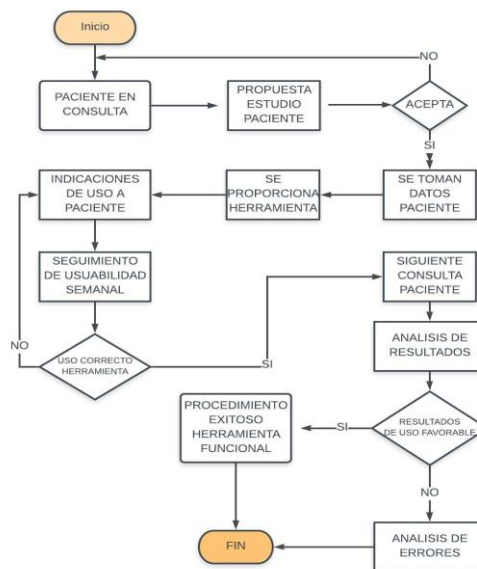 Inicio
NO
PACIENTE EN
CONSULTA
PROPUESTA
ESTUDIO
PACIENTE
ACEPTA
SI
INDICACIONES
DE USO A
PACIENTE
SE
PROPORCIONA
HERRAMIENTA
SE TOMAN
DATOS
PACIENTE
SEGUIMIENTO
DE USUABILIDAD
SEMANAL
SIGUIENTE
CONSULTA
PACIENTE
NO
USO CORRECTO
HERRAMIENTA
SI
ANALISIS DE
RESULTADOS
PROCEDIMIENTO
EXITOSO
HERRAMIENTA
FUNCIONAL
SI
RESULTADOS
DE USO FAVORABLE
NO
FIN
ANALISIS DE
ERRORES